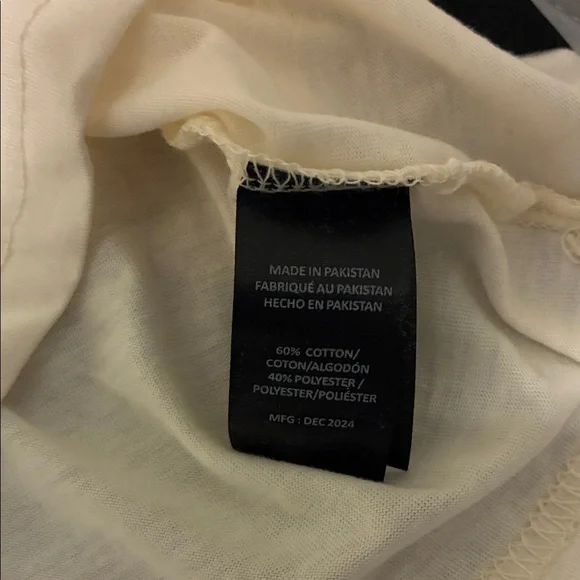 MADE IN PAKISTAN
FABRIQUÉ AU PAKISTAN
HECHO EN PAKISTAN
60% COTTON/
COTON/ALGODÓN
40% POLYESTER /
POLYESTER/POLIÉSTER
MFG : DEC 2024